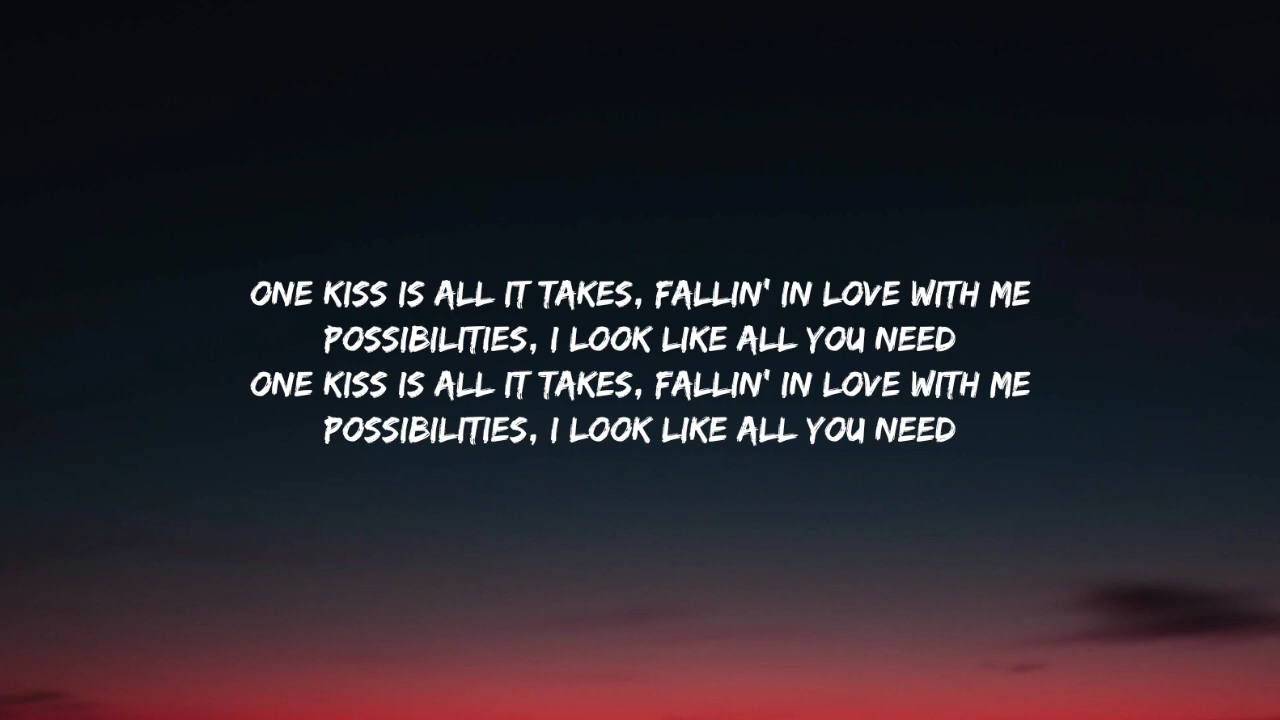 ONE KISS IS ALL IT TAKES, FALLIN' IN LOVE WITH ME
POSSIBILITIES, I LOOK LIKE ALL YOU NEED
ONE KISS IS ALL IT TAKES, FALLIN' IN LOVE WITH ME
POSSIBILITIES, I LOOK LIKE ALL YOU NEED